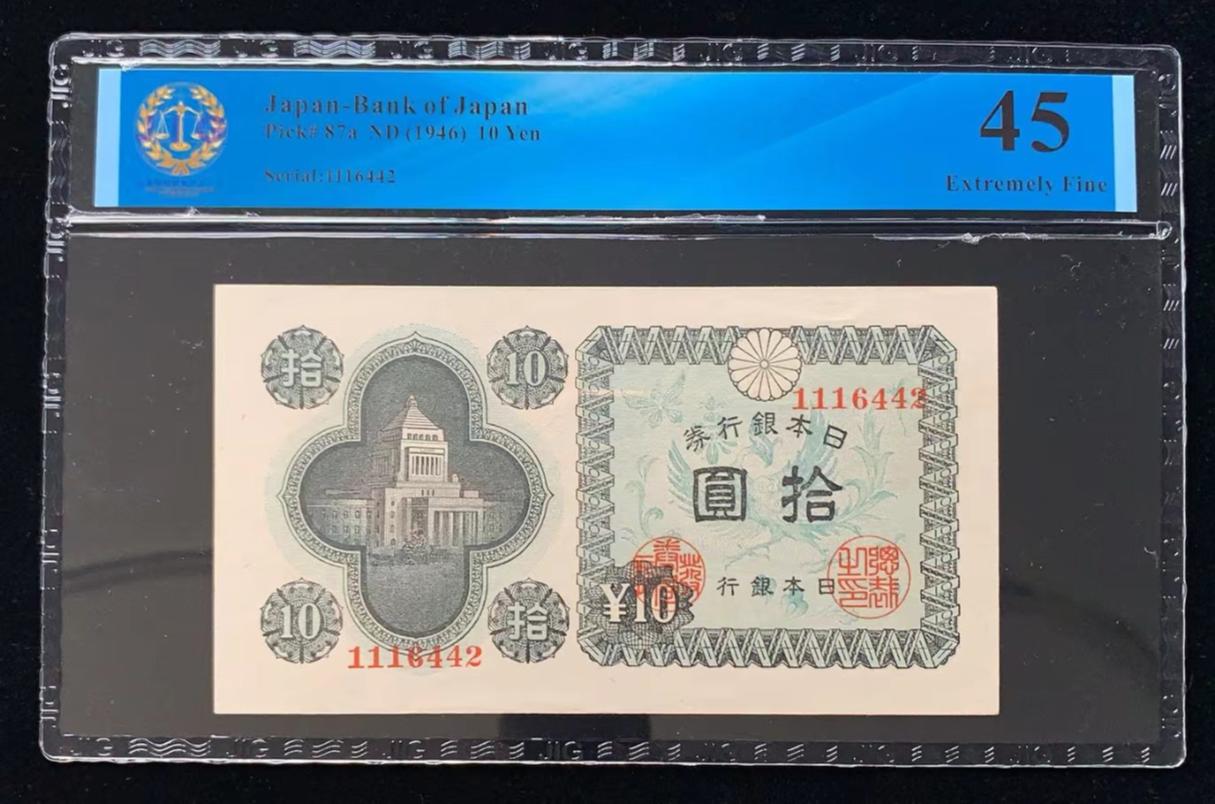 Japan-Bank of Japan
Pick# 87a ND (1946) 10 Yen
Serial:1116442
45
Extremely Fine
拾
10
1116442
券行銀本日
圓拾
¥10
行銀本日
10
拾
1116442
JIG